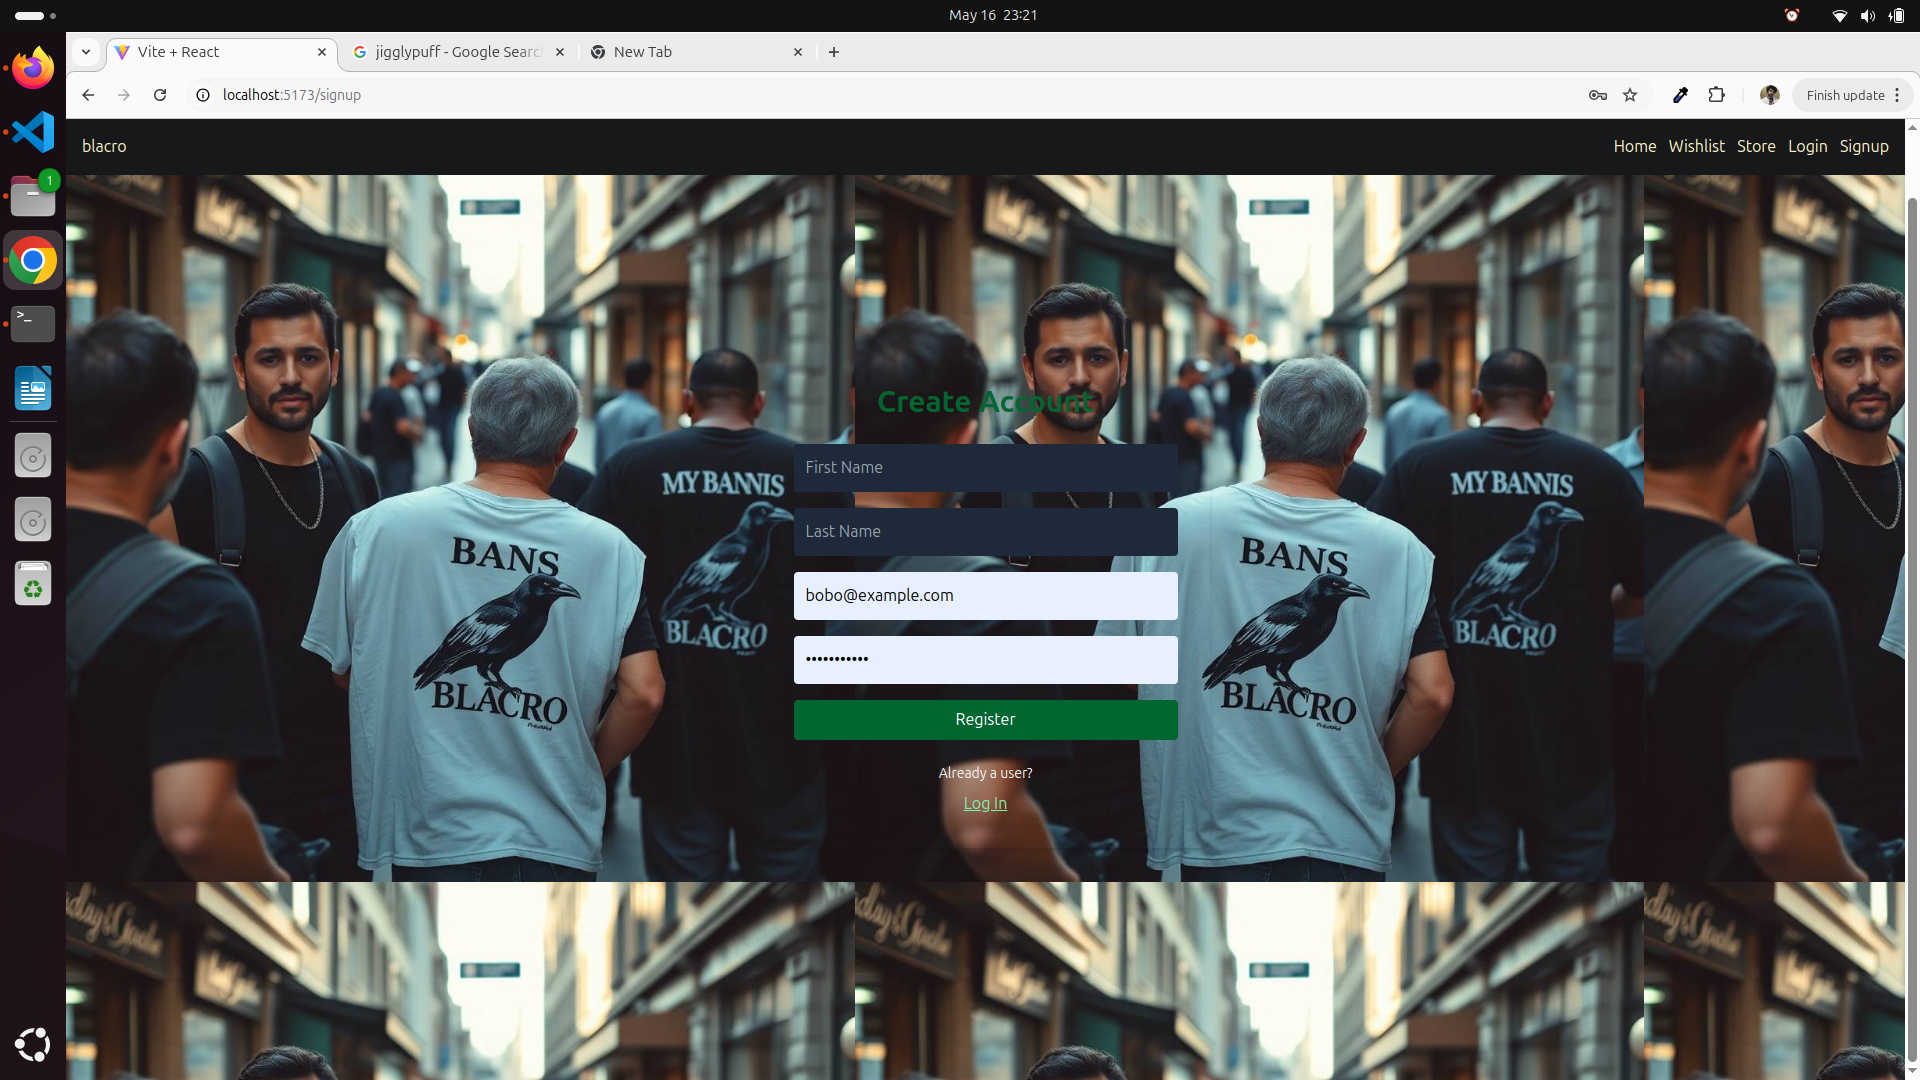 May 16 23:21
Vite + React
jigglypuff - Google Searc
New Tab
localhost:5173/signup
Finish update
1
blacro
Home Wishlist Store Login Signup
Create Account
First Name
Last Name
bobo@example.com
•••••••••••
Register
Already a user?
Log In
BANS
BLACRO
MY BANNIS
BLACRO
BANS
BLACRO
MY BANNIS
BLACRO